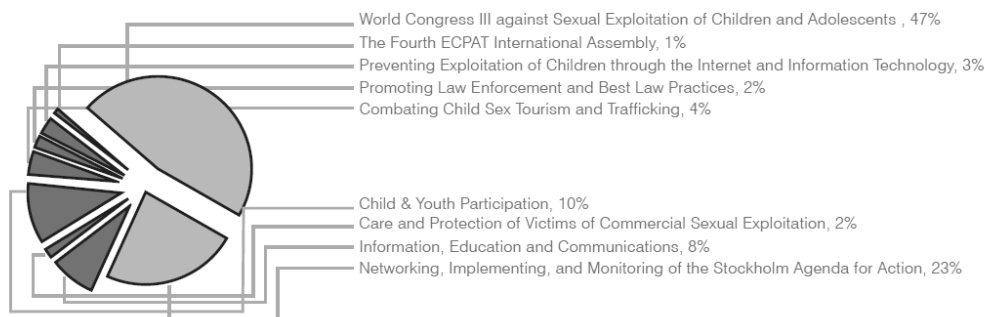 World Congress III against Sexual Exploitation of Children and Adolescents , 47%
The Fourth ECPAT International Assembly, 1%
Preventing Exploitation of Children through the Internet and Information Technology, 3%
Promoting Law Enforcement and Best Law Practices, 2%
Combating Child Sex Tourism and Trafficking, 4%
Child & Youth Participation, 10%
Care and Protection of Victims of Commercial Sexual Exploitation, 2%
Information, Education and Communications, 8%
Networking, Implementing, and Monitoring of the Stockholm Agenda for Action, 23%